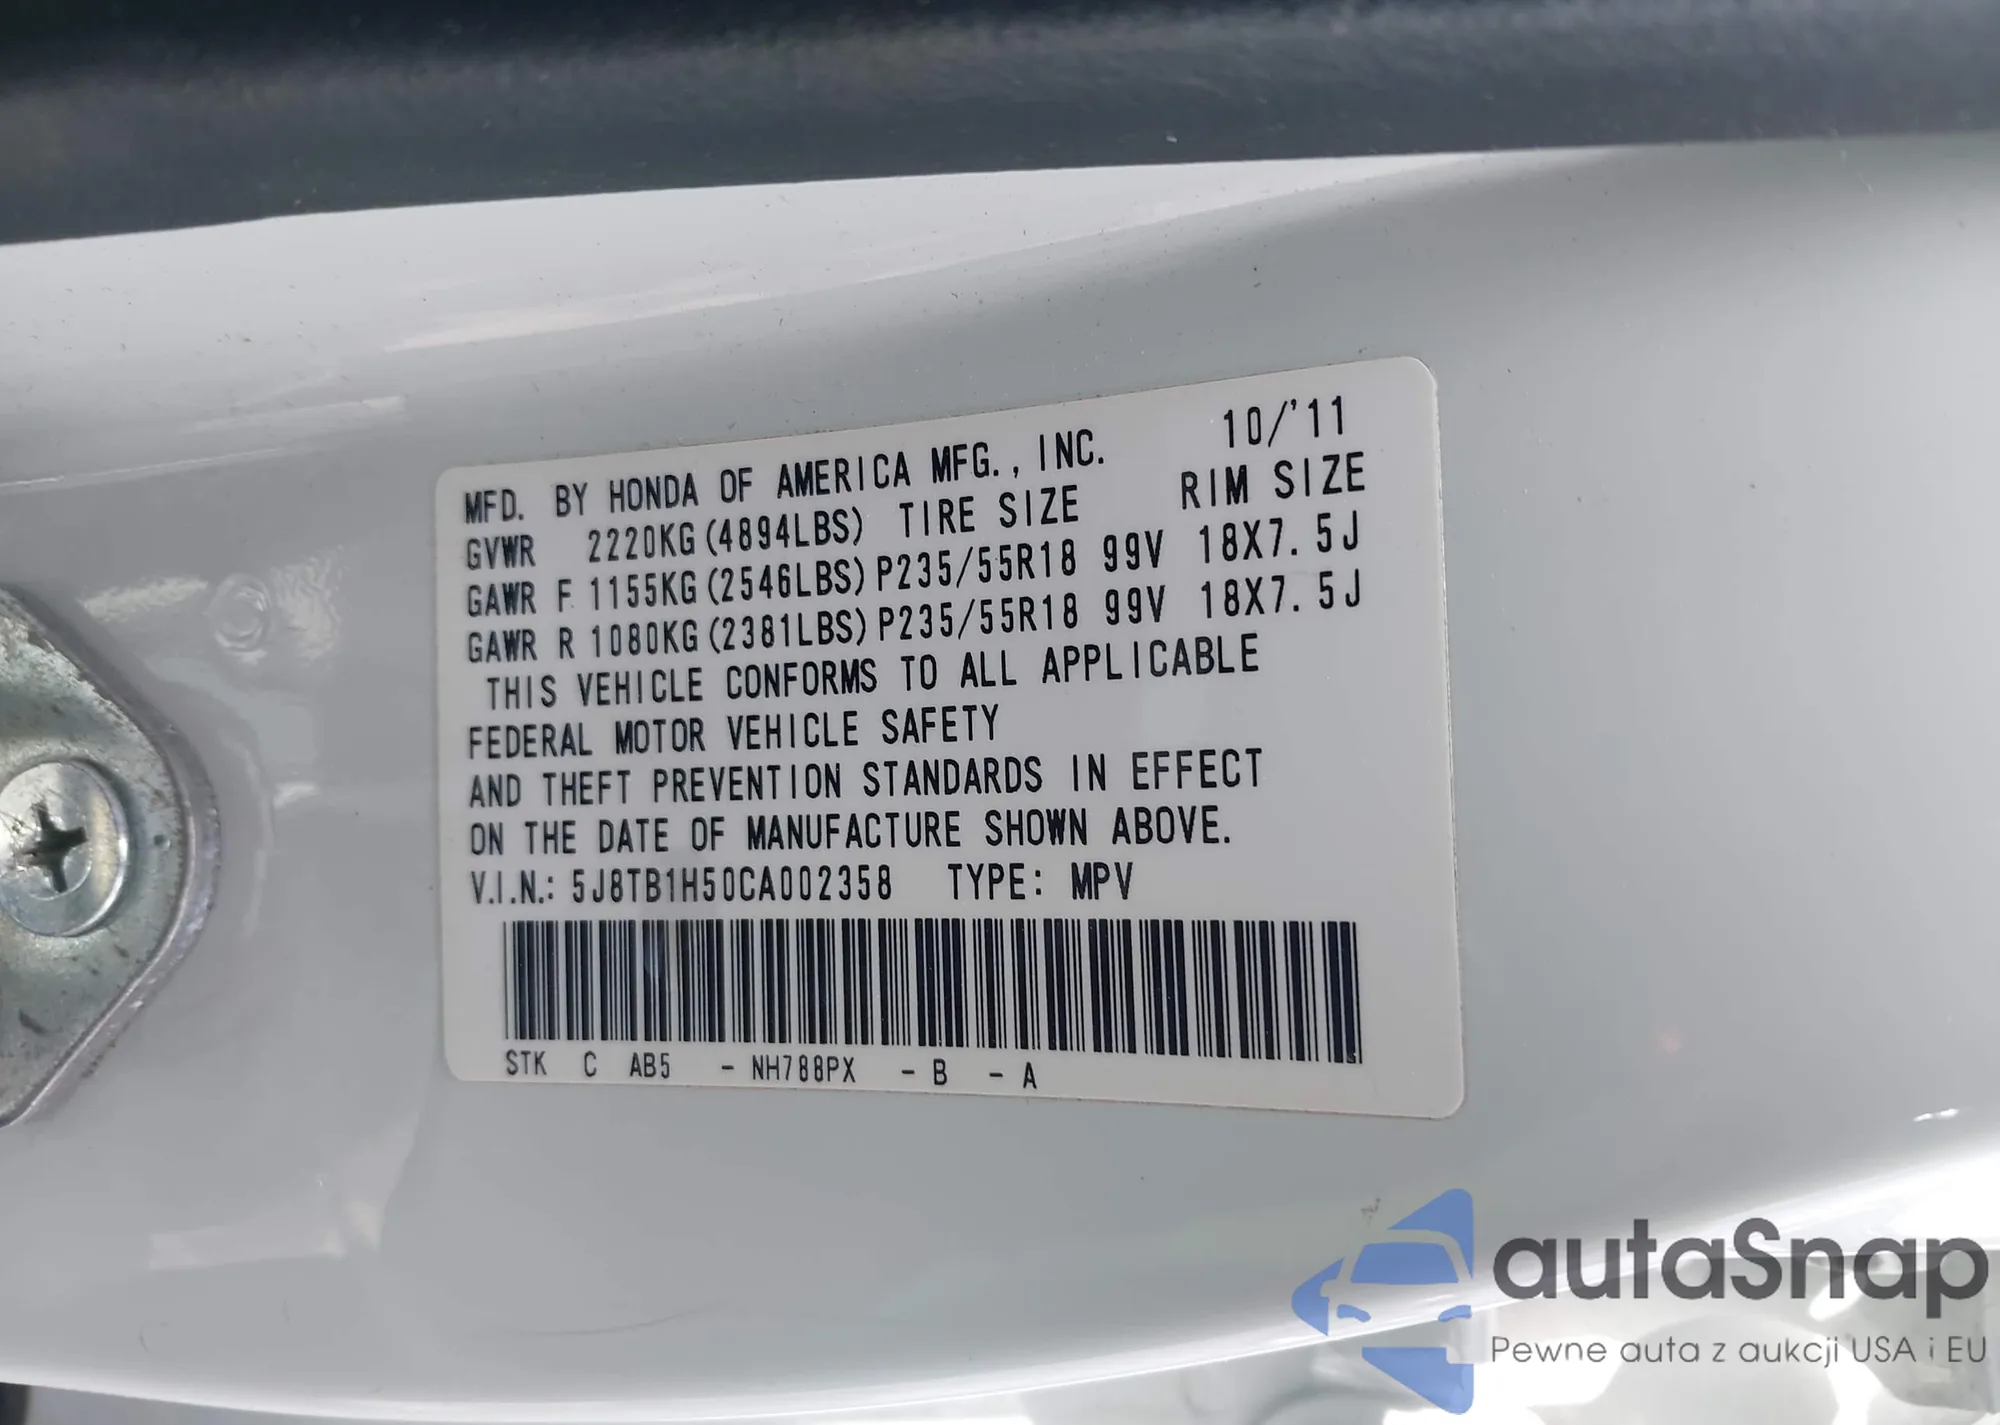 10/'11
MFD. BY HONDA OF AMERICA MFG., INC.
GVWR 2220KG (4894LBS) TIRE SIZE RIM SIZE
GAWR F 1155KG (2546LBS) P235/55R18 99V 18X7.5J
GAWR R 1080KG (2381LBS) P235/55R18 99V 18X7.5J
THIS VEHICLE CONFORMS TO ALL APPLICABLE
FEDERAL MOTOR VEHICLE SAFETY
AND THEFT PREVENTION STANDARDS IN EFFECT
ON THE DATE OF MANUFACTURE SHOWN ABOVE.
V.I.N.: 5J8TB1H50CA002358 TYPE: MPV
STK C AB5 - NH788PX - B - A
autaSnap
Pewne auta z aukcji USA i EU